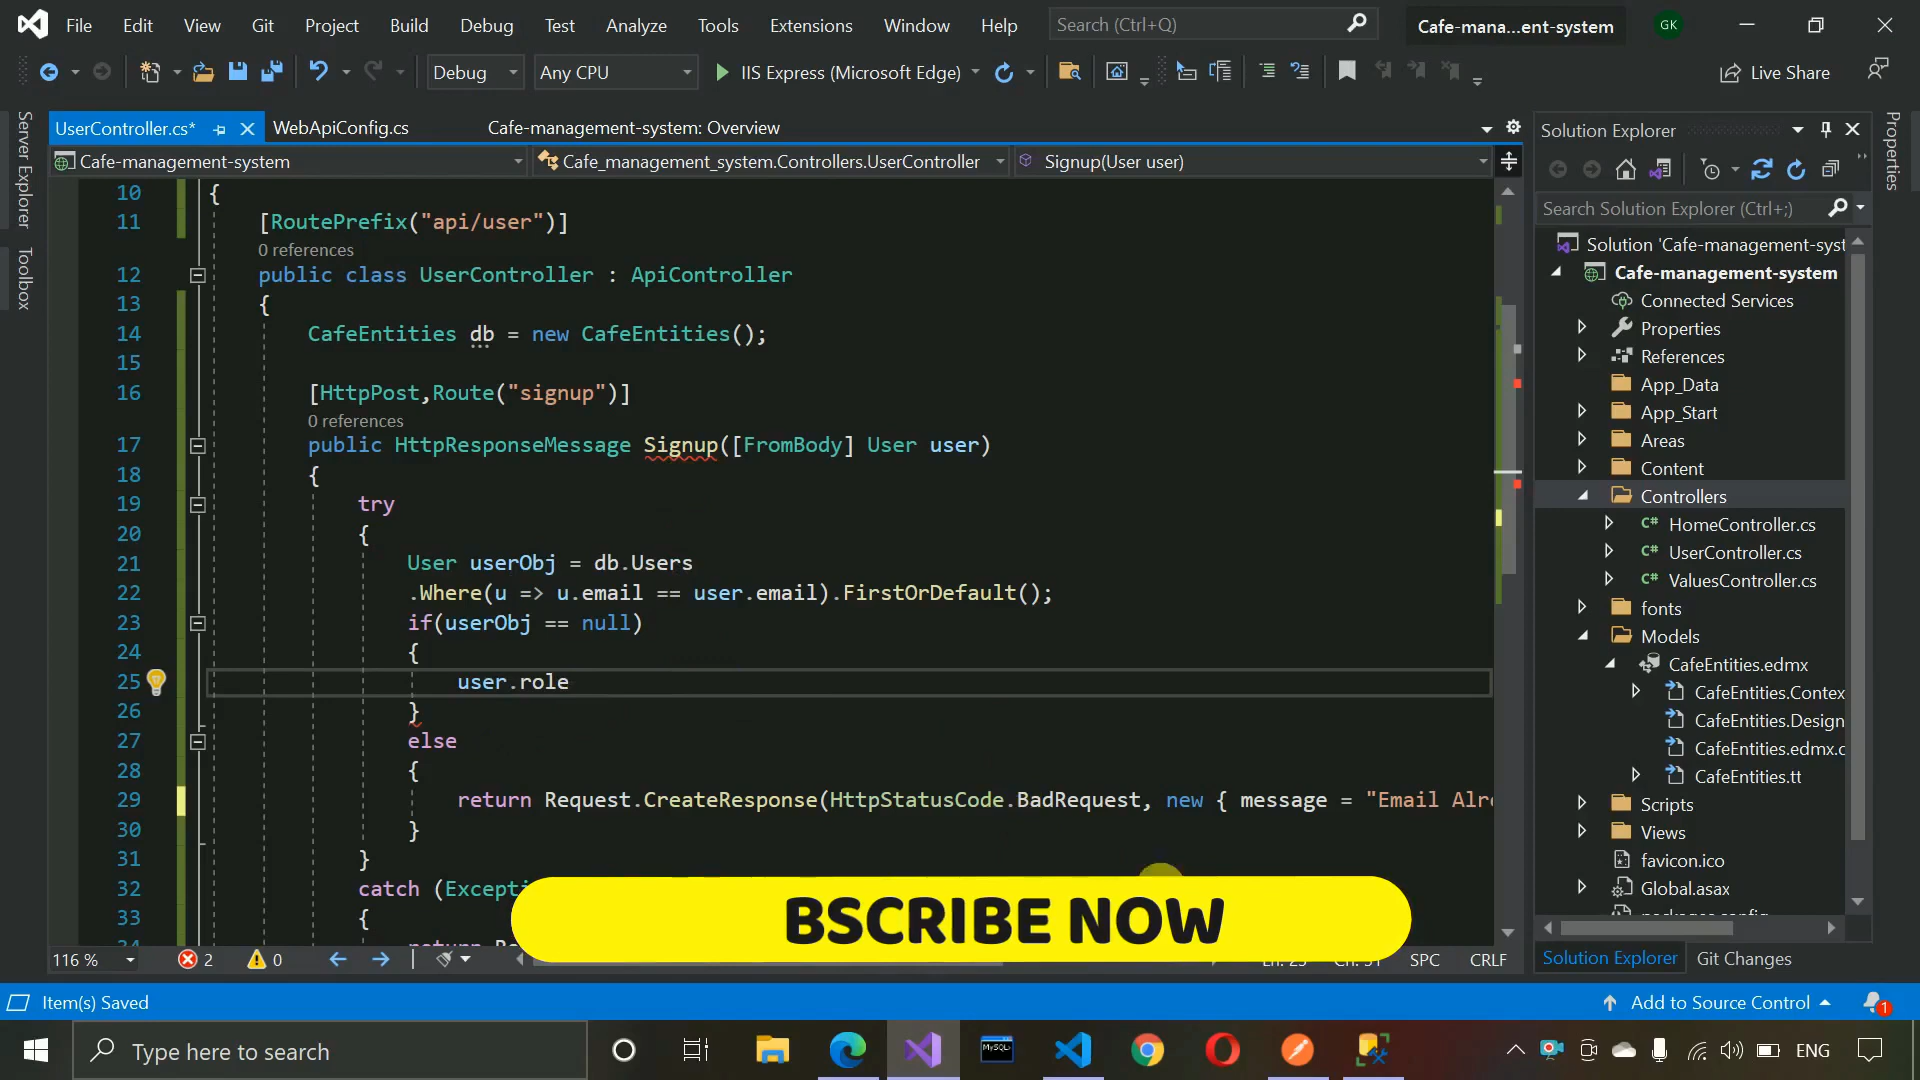 File Edit View Git Project Build Debug Test Analyze Tools Extensions Window Help Search (Ctrl+Q) Cafe-mana...ent-system GK
Debug Any CPU IIS Express (Microsoft Edge) Live Share
UserController.cs* WebApiConfig.cs Cafe-management-system: Overview
Cafe-management-system Cafe_management_system.Controllers.UserController Signup(User user)
Server Explorer
Toolbox
10 {
11 [RoutePrefix("api/user")]
0 references
12 public class UserController : ApiController
13 {
14 CafeEntities db = new CafeEntities();
15
16 [HttpPost,Route("signup")]
0 references
17 public HttpResponseMessage Signup([FromBody] User user)
18 {
19 try
20 {
21 User userObj = db.Users
22 .Where(u => u.email == user.email).FirstOrDefault();
23 if(userObj == null)
24 {
25 user.role
26 }
27 else
28 {
29 return Request.CreateResponse(HttpStatusCode.BadRequest, new { message = "Email Alr
30 }
31 }
32 catch (Excepti
33 {
BSCRIBE NOW
116 % 2 0 SPC CRLF
Solution Explorer
Search Solution Explorer (Ctrl+;)
Solution 'Cafe-management-syst
Cafe-management-system
Connected Services
Properties
References
App_Data
App_Start
Areas
Content
Controllers
C# HomeController.cs
C# UserController.cs
C# ValuesController.cs
fonts
Models
CafeEntities.edmx
CafeEntities.Contex
CafeEntities.Design
CafeEntities.edmx.c
CafeEntities.tt
Scripts
Views
favicon.ico
Global.asax
Solution Explorer Git Changes
Properties
Item(s) Saved Add to Source Control 1
Type here to search MySQL ENG